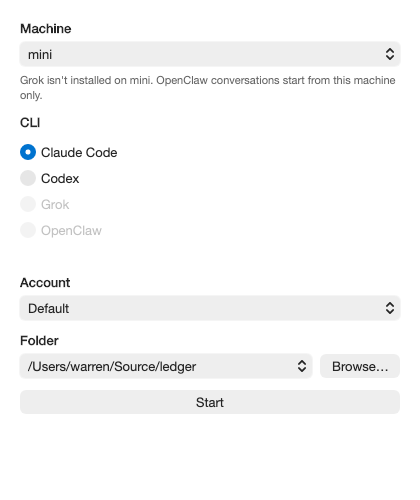 Machine
mini
Grok isn't installed on mini. OpenClaw conversations start from this machine
only.
CLI
Claude Code
Codex
Grok
OpenClaw
Account
Default
Folder
/Users/warren/Source/ledger
Browse…
Start